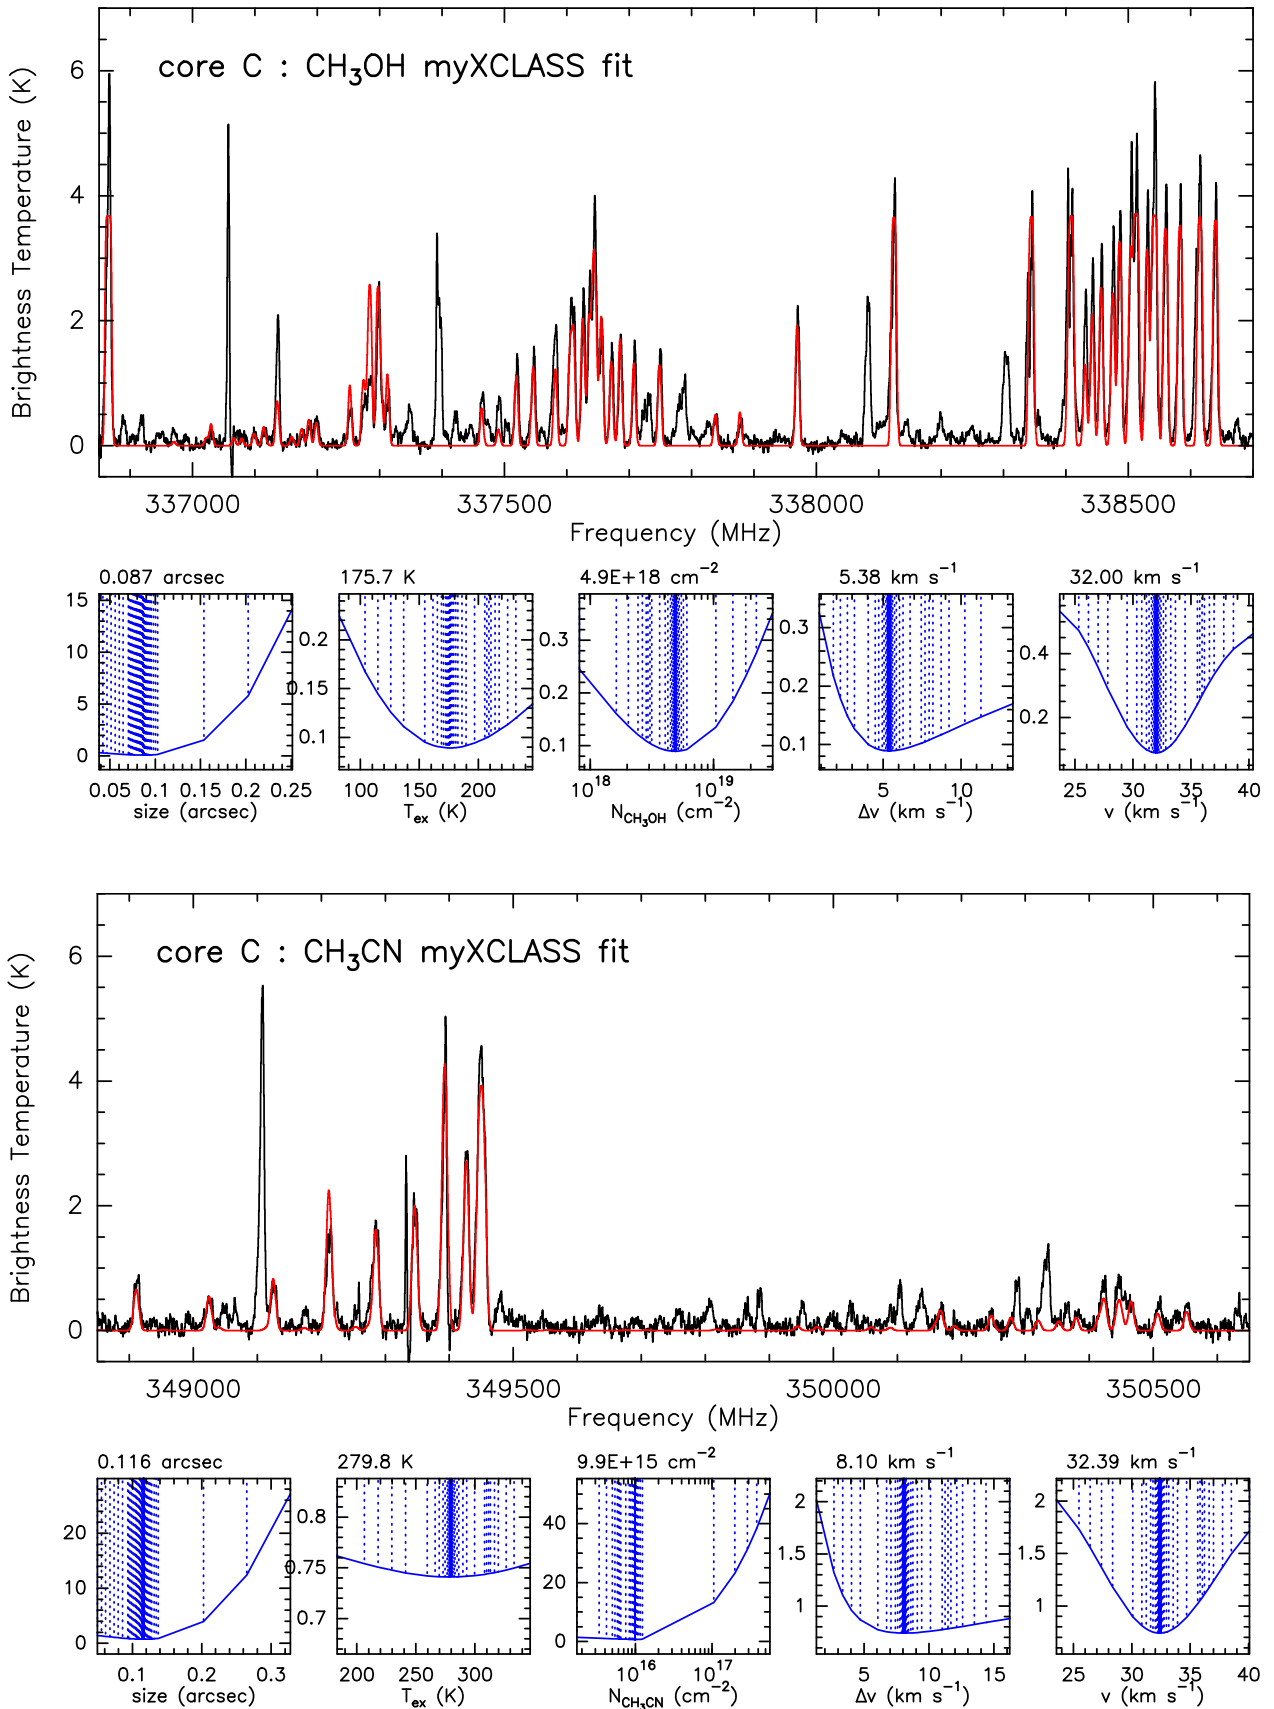 core C : CH3OH myXCLASS fit
Brightness Temperature (K)
6
4
2
0
337000 337500 338000 338500
Frequency (MHz)
0.087 arcsec 175.7 K 4.9E+18 cm−2 5.38 km s−1 32.00 km s−1
15
10
5
0
0.2
0.15
0.1
0.3
0.2
0.1
0.3
0.2
0.1
0.4
0.2
0.05 0.1 0.15 0.2 0.25 100 150 200 10^18 10^19 5 10 25 30 35 40
size (arcsec) Tex (K) NCH3OH (cm−2) Δv (km s−1) v (km s−1)
core C : CH3CN myXCLASS fit
Brightness Temperature (K)
6
4
2
0
349000 349500 350000 350500
Frequency (MHz)
0.116 arcsec 279.8 K 9.9E+15 cm−2 8.10 km s−1 32.39 km s−1
20
10
0
0.8
0.75
0.7
40
20
0
2
1.5
1
2
1.5
1
0.1 0.2 0.3 200 250 300 10^16 10^17 5 10 15 25 30 35 40
size (arcsec) Tex (K) NCH3CN (cm−2) Δv (km s−1) v (km s−1)